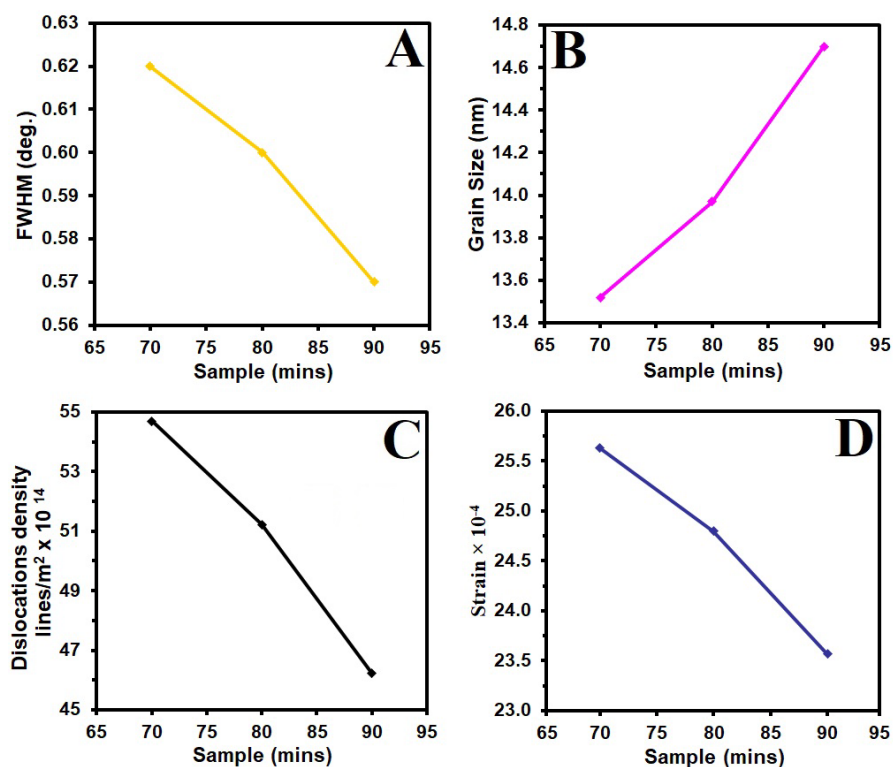 A
FWHM (deg.)
0.63
0.62
0.61
0.60
0.59
0.58
0.57
0.56
65 70 75 80 85 90 95
Sample (mins)
B
Grain Size (nm)
14.8
14.6
14.2
14.0
13.8
13.6
13.4
65 70 75 80 85 90 95
Sample (mins)
C
Dislocations density
lines/m² x 10 14
55
53
51
49
47
45
65 70 75 80 85 90 95
Sample (mins)
D
Strain × 10-4
26.0
25.5
25.0
24.5
24.0
23.5
23.0
65 70 75 80 85 90 95
Sample (mins)